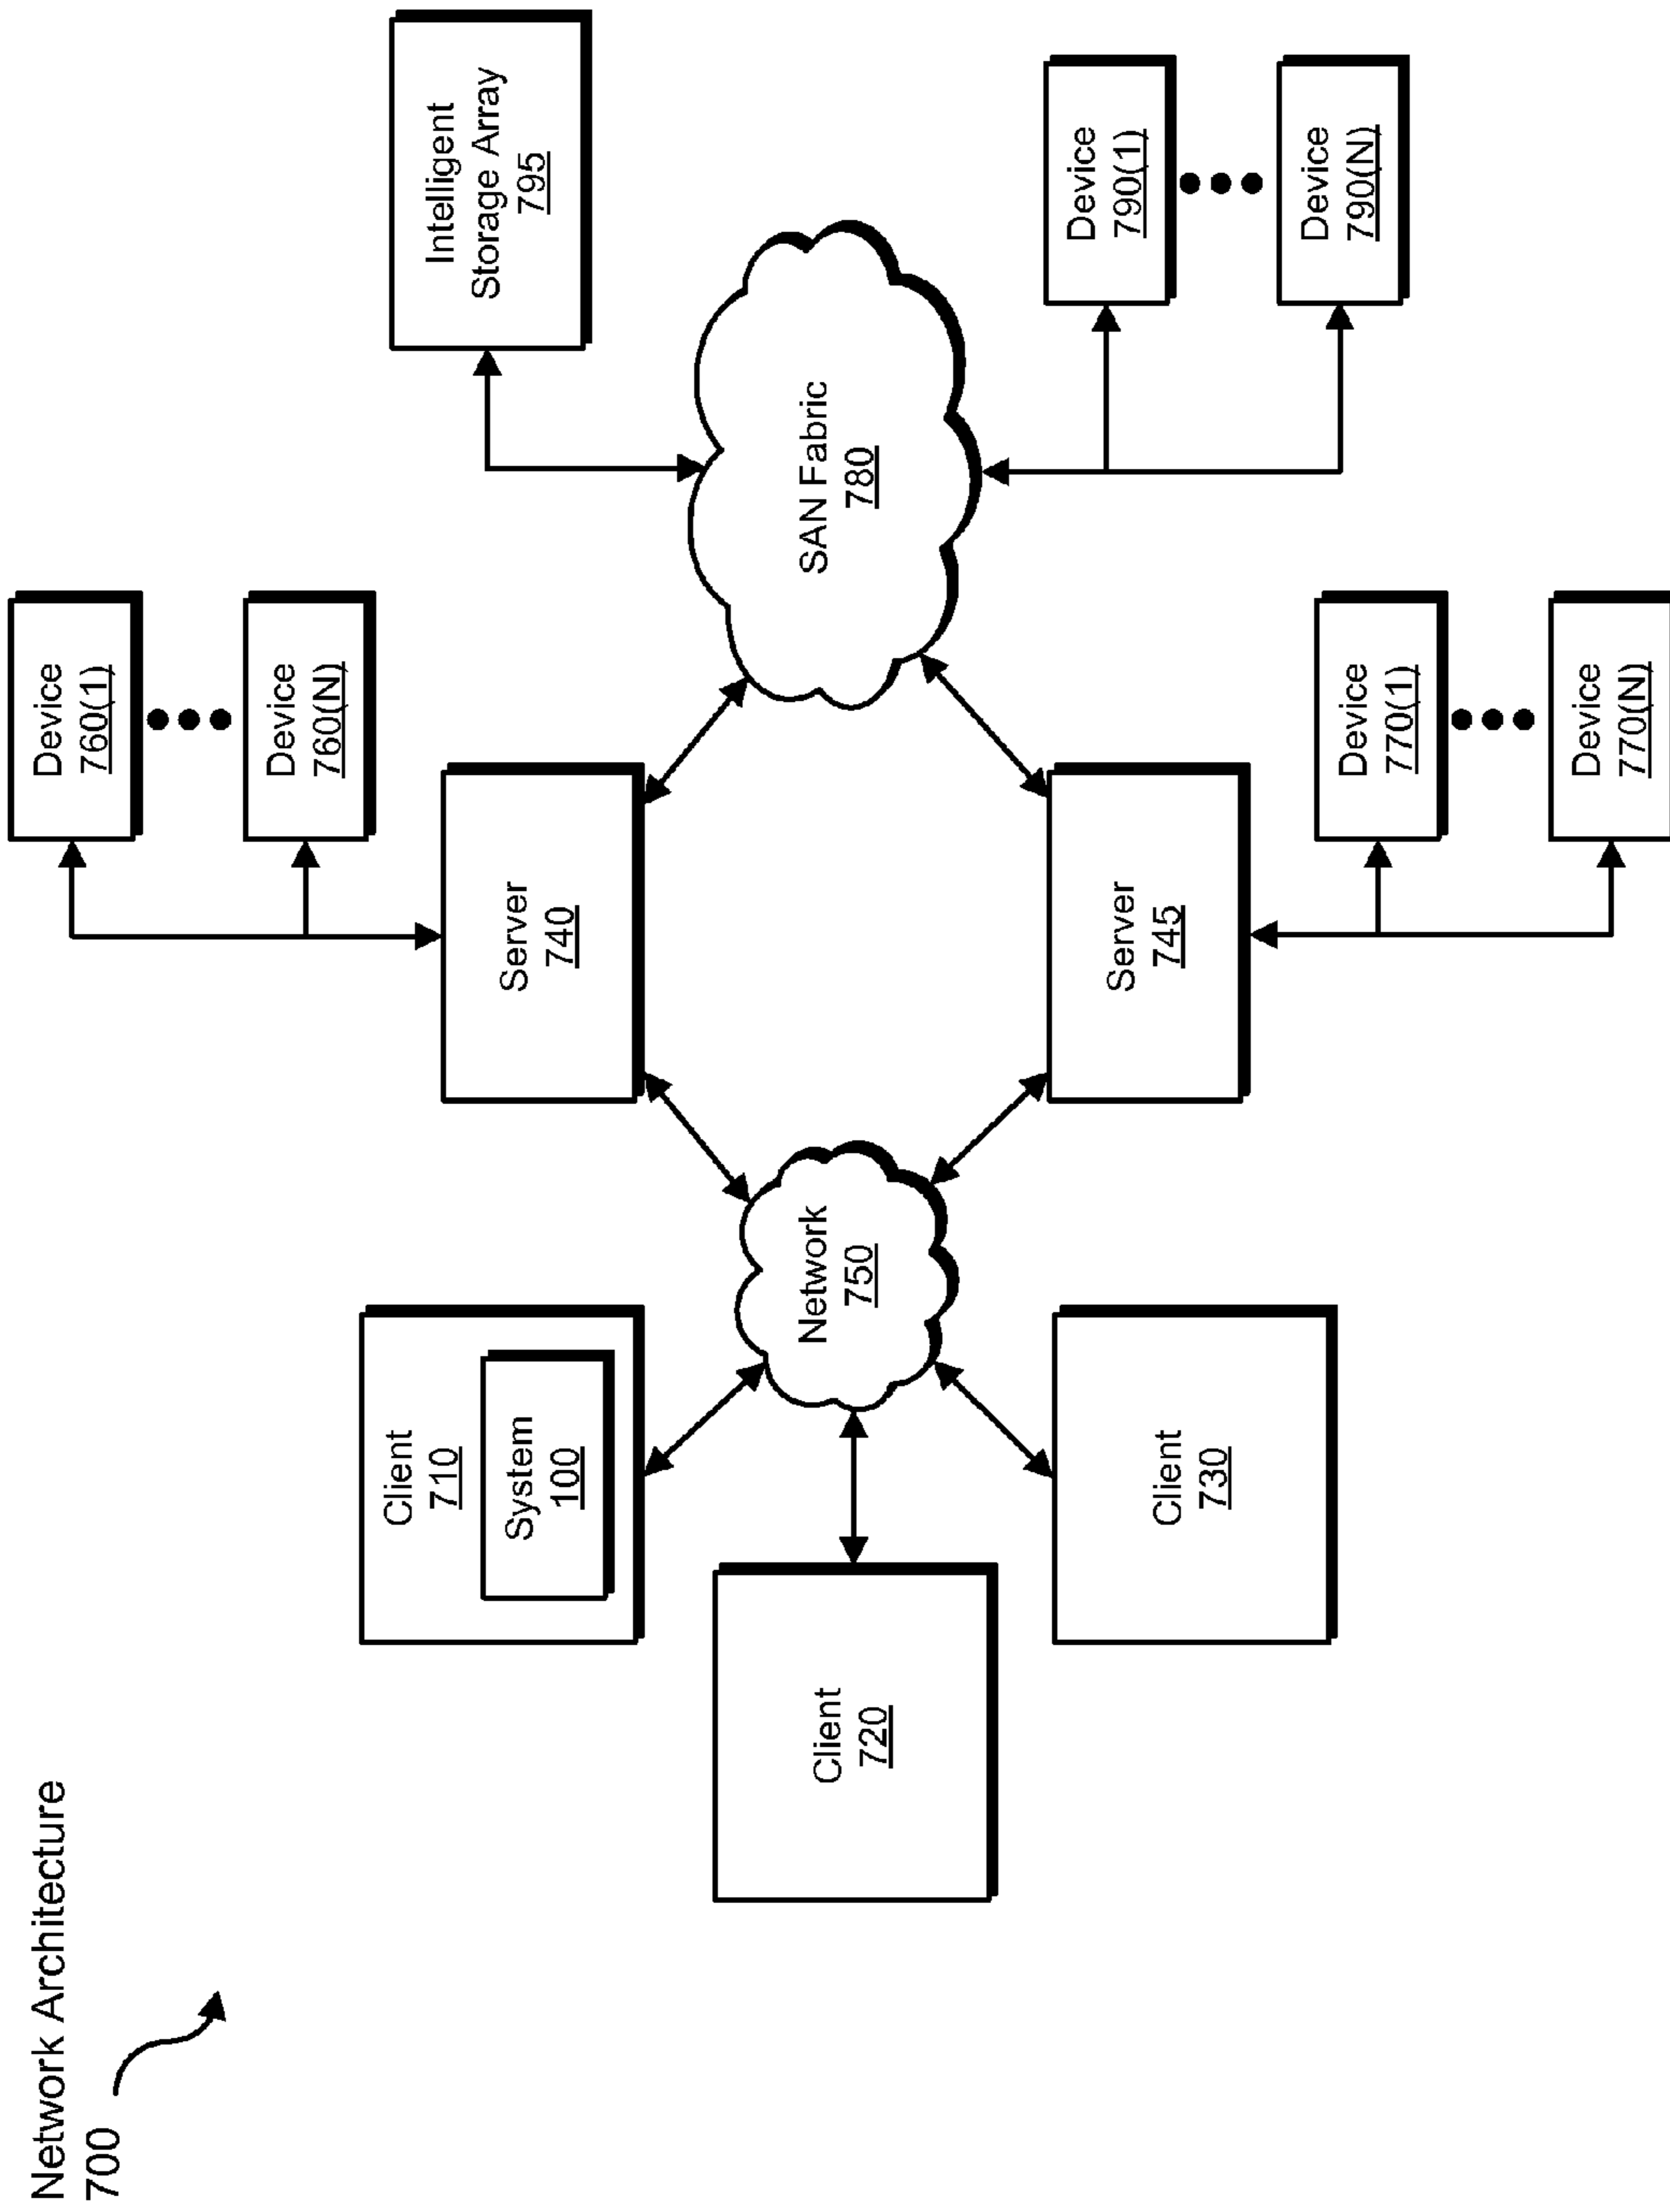 Network Architecture
700
Client
710
System
100
Client
720
Client
730
Network
750
Server
740
Server
745
Device
760(1)
Device
760(N)
Device
770(1)
Device
770(N)
SAN Fabric
780
Intelligent
Storage Array
795
Device
790(1)
Device
790(N)